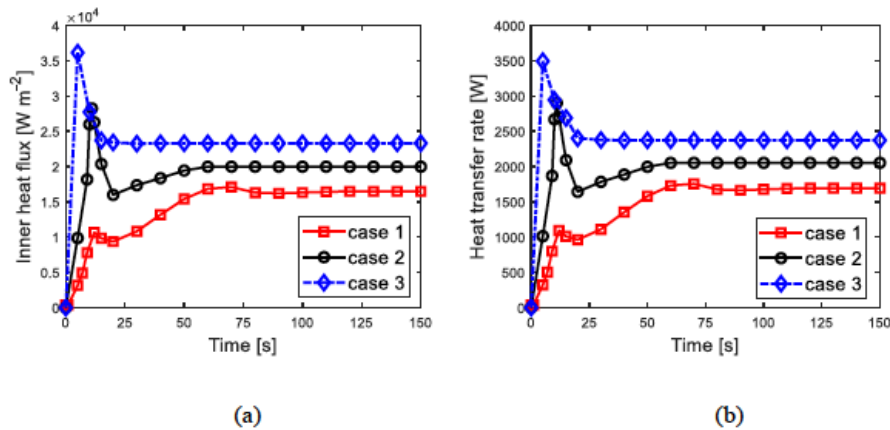 ×10⁴
4
3.5
3
2.5
2
1.5
1
0.5
0
0 25 50 75 100 125 150
Inner heat flux [W m⁻²]
Time [s]
case 1
case 2
case 3
(a)
4000
3500
3000
2500
2000
1500
1000
500
0
0 25 50 75 100 125 150
Heat transfer rate [W]
Time [s]
case 1
case 2
case 3
(b)